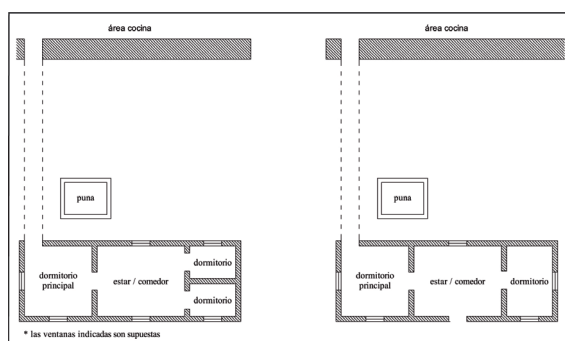 área cocina
área cocina
puna
puna
dormitorio
principal
estar / comedor
dormitorio
dormitorio
dormitorio
principal
estar / comedor
dormitorio
* las ventanas indicadas son supuestas